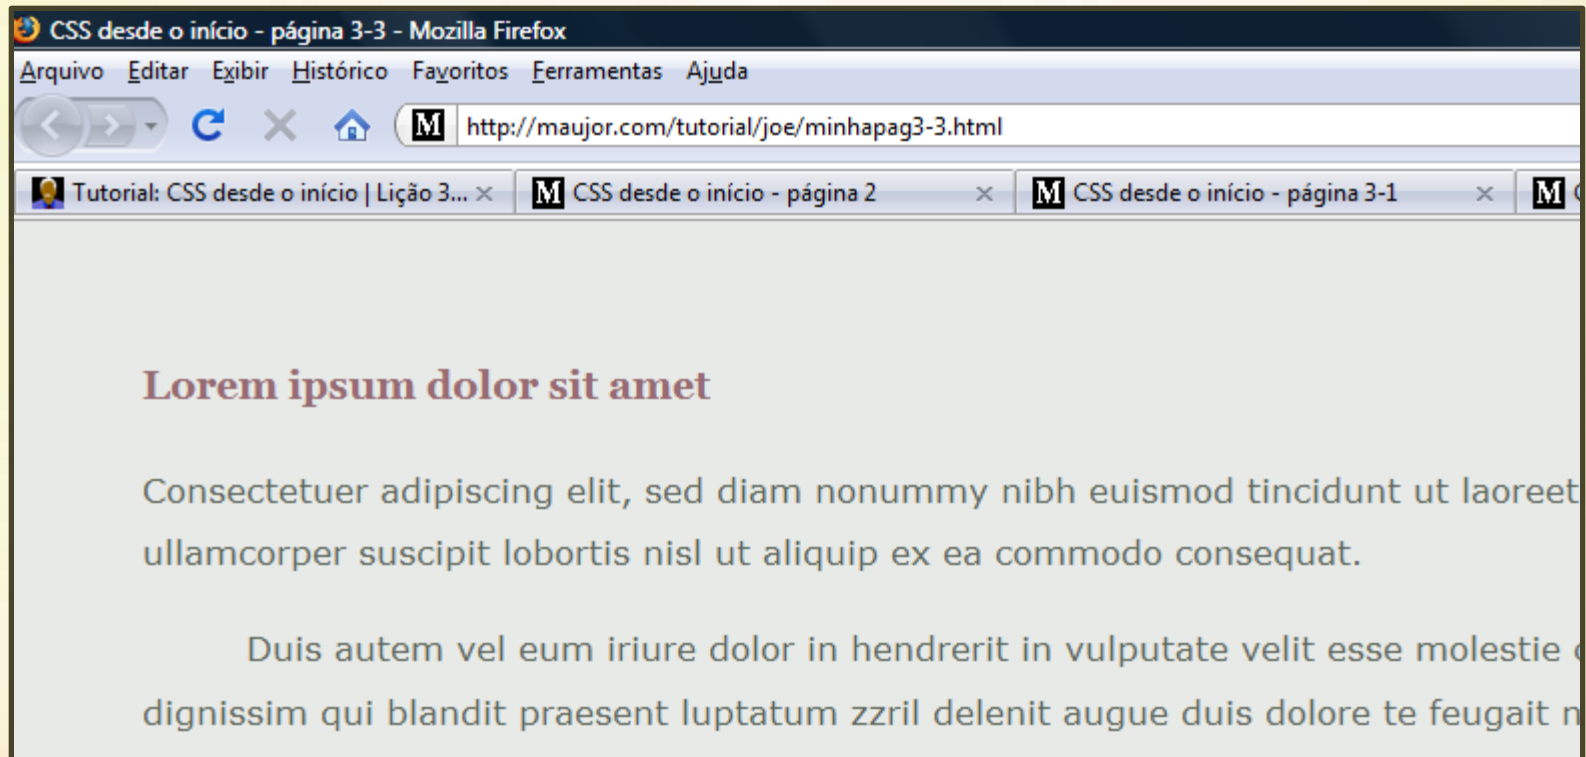 CSS desde o início - página 3-3 - Mozilla Firefox
Arquivo Editar Exibir Histórico Favoritos Ferramentas Ajuda
M http://maujor.com/tutorial/joe/minhapag3-3.html
Tutorial: CSS desde o início | Lição 3... M CSS desde o início - página 2 M CSS desde o início - página 3-1 M
Lorem ipsum dolor sit amet
Consectetuer adipiscing elit, sed diam nonummy nibh euismod tincidunt ut laoreet
ullamcorper suscipit lobortis nisl ut aliquip ex ea commodo consequat.
Duis autem vel eum iriure dolor in hendrerit in vulputate velit esse molestie
dignissim qui blandit praesent luptatum zzril delenit augue duis dolore te feugait